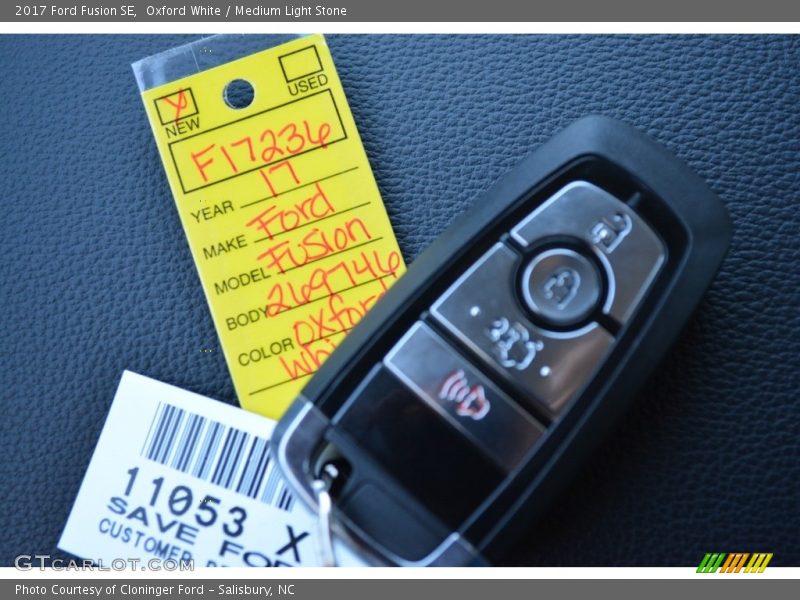 2017 Ford Fusion SE, Oxford White / Medium Light Stone
X NEW
USED
F17236
YEAR 17
MAKE Ford
MODEL Fusion
BODY 269746
COLOR Oxford
Whi
11053 X
SAVE FOR
CUSTOMER
GTCARLOT.COM
Photo Courtesy of Cloninger Ford – Salisbury, NC